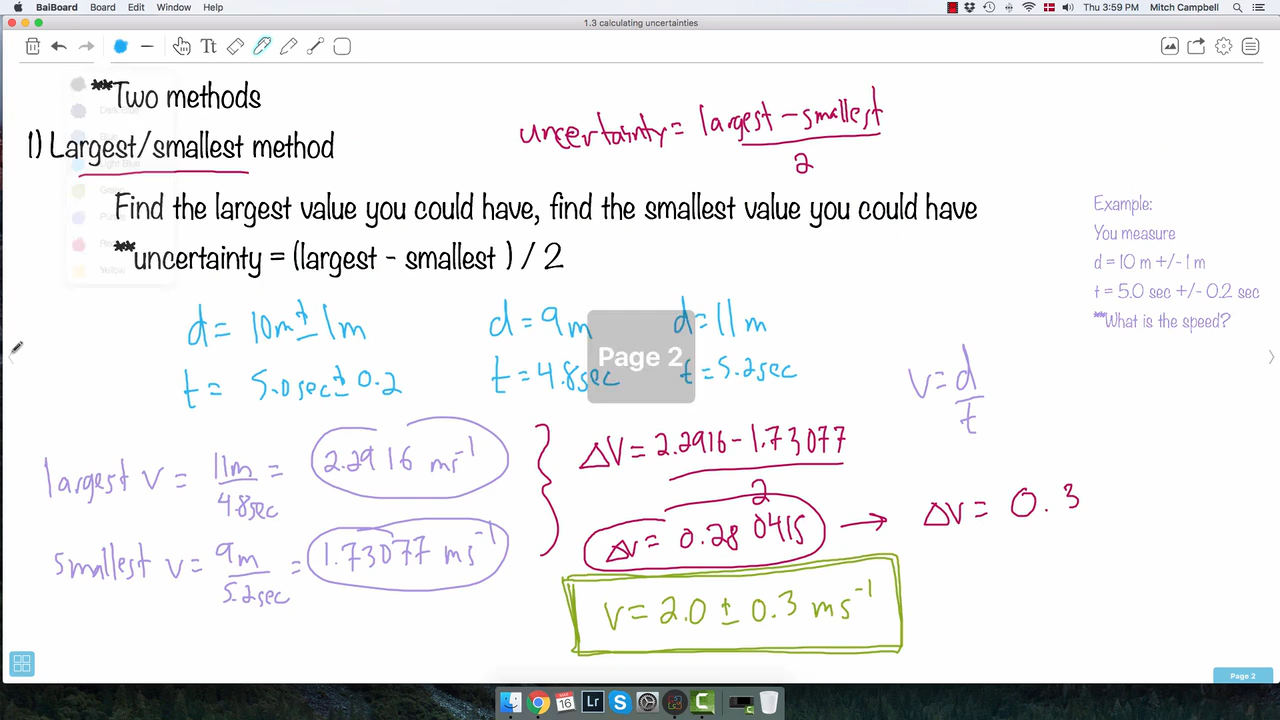 BaiBoard Board Edit Window Help
Thu 3:59 PM Mitch Campbell
1.3 calculating uncertainties
Tt
**Two methods
1) Largest/smallest method
uncertainty = largest - smallest
2
Find the largest value you could have, find the smallest value you could have
**uncertainty = (largest - smallest ) / 2
Example:
You measure
d = 10 m +/- 1 m
t = 5.0 sec +/- 0.2 sec
**What is the speed?
d = 10m ± 1m
t = 5.0sec ± 0.2
d = 9m
t = 4.8sec
d = 11m
t = 5.2sec
Page 2
v = d
t
largest v = 11m = 2.2916 ms⁻¹
4.8sec
smallest v = 9m = 1.73077 ms⁻¹
5.2sec
Δv = 2.2916 - 1.73077
2
Δv = 0.280415 → Δv = 0.3
v = 2.0 ± 0.3 ms⁻¹
Page 2
MAR
16
Lr